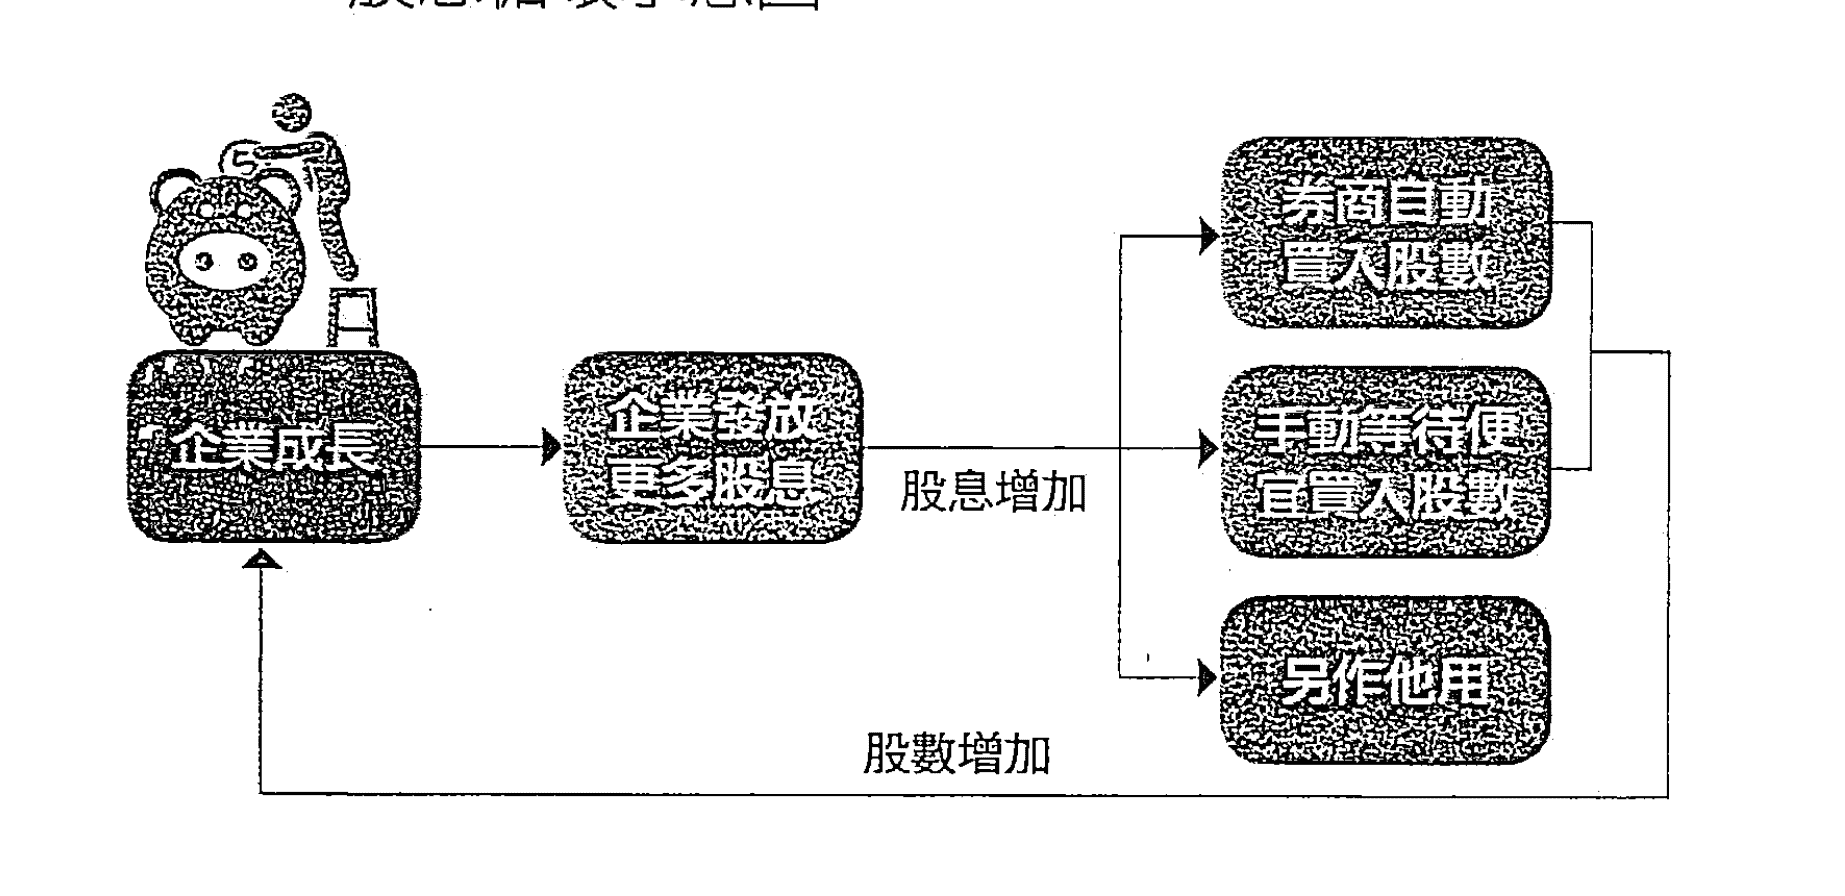 企業成長
企業發放
更多股息
股息增加
券商自動
買入股數
手動等待便
宜買入股數
另作他用
股數增加